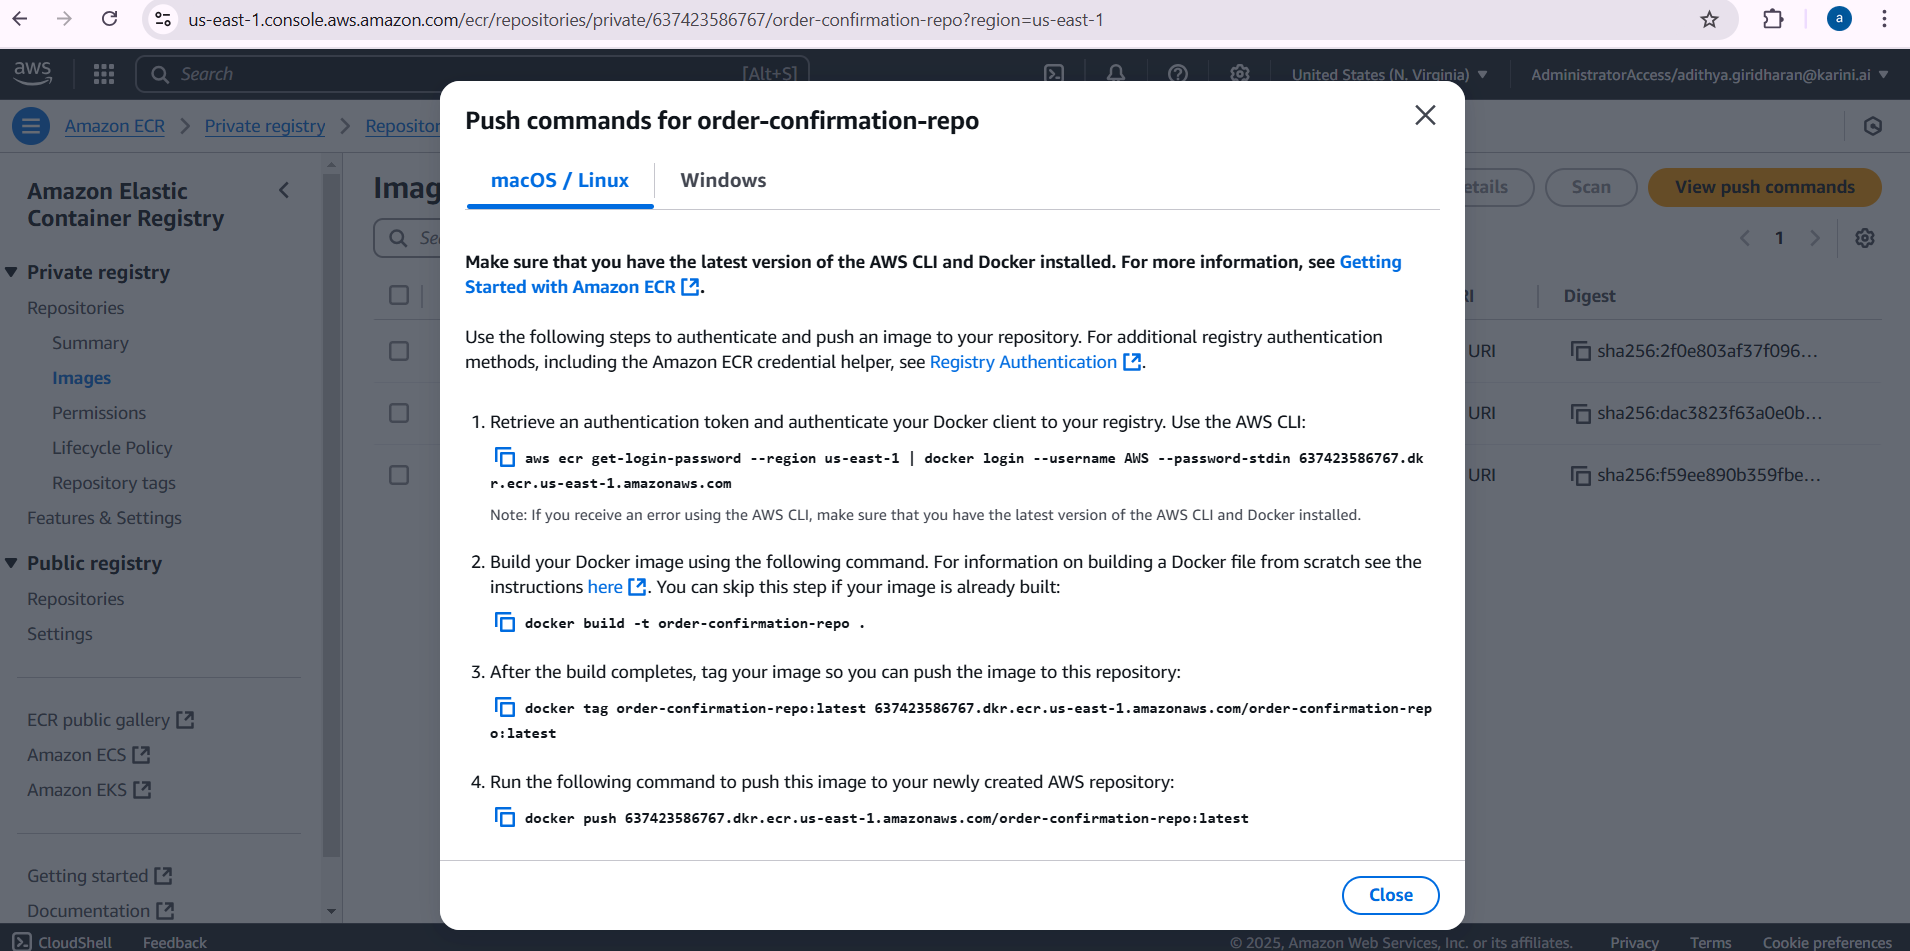 us-east-1.console.aws.amazon.com/ecr/repositories/private/637423586767/order-confirmation-repo?region=us-east-1
a
aws
Search
[Alt+S]
United States (N. Virginia)
AdministratorAccess/adithya.giridharan@karini.ai
Amazon ECR
Private registry
Amazon Elastic
Container Registry
Private registry
Repositories
Summary
Images
Permissions
Lifecycle Policy
Repository tags
Features & Settings
Public registry
Repositories
Settings
ECR public gallery
Amazon ECS
Amazon EKS
Getting started
Documentation
Scan
View push commands
1
Digest
URI
sha256:2f0e803af37f096...
URI
sha256:dac3823f63a0e0b...
URI
sha256:f59ee890b359fbe...
Push commands for order-confirmation-repo
macOS / Linux
Windows
Make sure that you have the latest version of the AWS CLI and Docker installed. For more information, see Getting
Started with Amazon ECR.
Use the following steps to authenticate and push an image to your repository. For additional registry authentication
methods, including the Amazon ECR credential helper, see Registry Authentication.
1. Retrieve an authentication token and authenticate your Docker client to your registry. Use the AWS CLI:
aws ecr get-login-password --region us-east-1 | docker login --username AWS --password-stdin 637423586767.dk
r.ecr.us-east-1.amazonaws.com
Note: If you receive an error using the AWS CLI, make sure that you have the latest version of the AWS CLI and Docker installed.
2. Build your Docker image using the following command. For information on building a Docker file from scratch see the
instructions here. You can skip this step if your image is already built:
docker build -t order-confirmation-repo .
3. After the build completes, tag your image so you can push the image to this repository:
docker tag order-confirmation-repo:latest 637423586767.dkr.ecr.us-east-1.amazonaws.com/order-confirmation-rep
o:latest
4. Run the following command to push this image to your newly created AWS repository:
docker push 637423586767.dkr.ecr.us-east-1.amazonaws.com/order-confirmation-repo:latest
Close
CloudShell
Feedback
© 2025, Amazon Web Services, Inc. or its affiliates.
Privacy
Terms
Cookie preferences